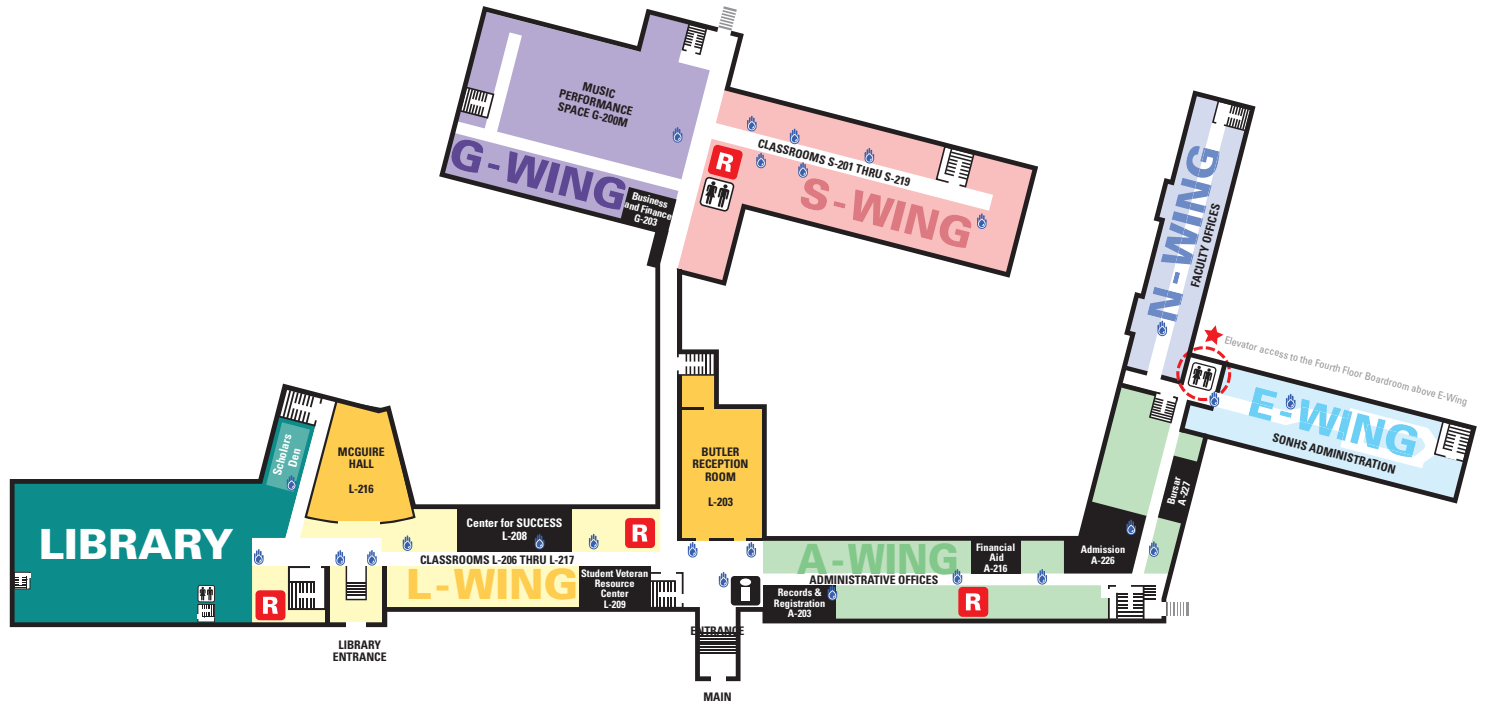 MUSIC
PERFORMANCE
SPACE G-200M
G-WING
Business
and Finance
G-203
CLASSROOMS S-201 THRU S-219
R
S-WING
N-WING
FACULTY OFFICES
Elevator access to the Fourth Floor Boardroom above E-Wing
E-WING
SONHS ADMINISTRATION
Scholars
Den
MCGUIRE
HALL
L-216
BUTLER
RECEPTION
ROOM
L-203
Bursar
A-227
LIBRARY
Center for SUCCESS
L-208
R
CLASSROOMS L-206 THRU L-217
L-WING
Student Veteran
Resource
Center
L-209
R
A-WING
Financial
Aid
A-216
Admission
A-226
ADMINISTRATIVE OFFICES
i
Records &
Registration
A-203
R
LIBRARY
ENTRANCE
ENTRANCE
MAIN